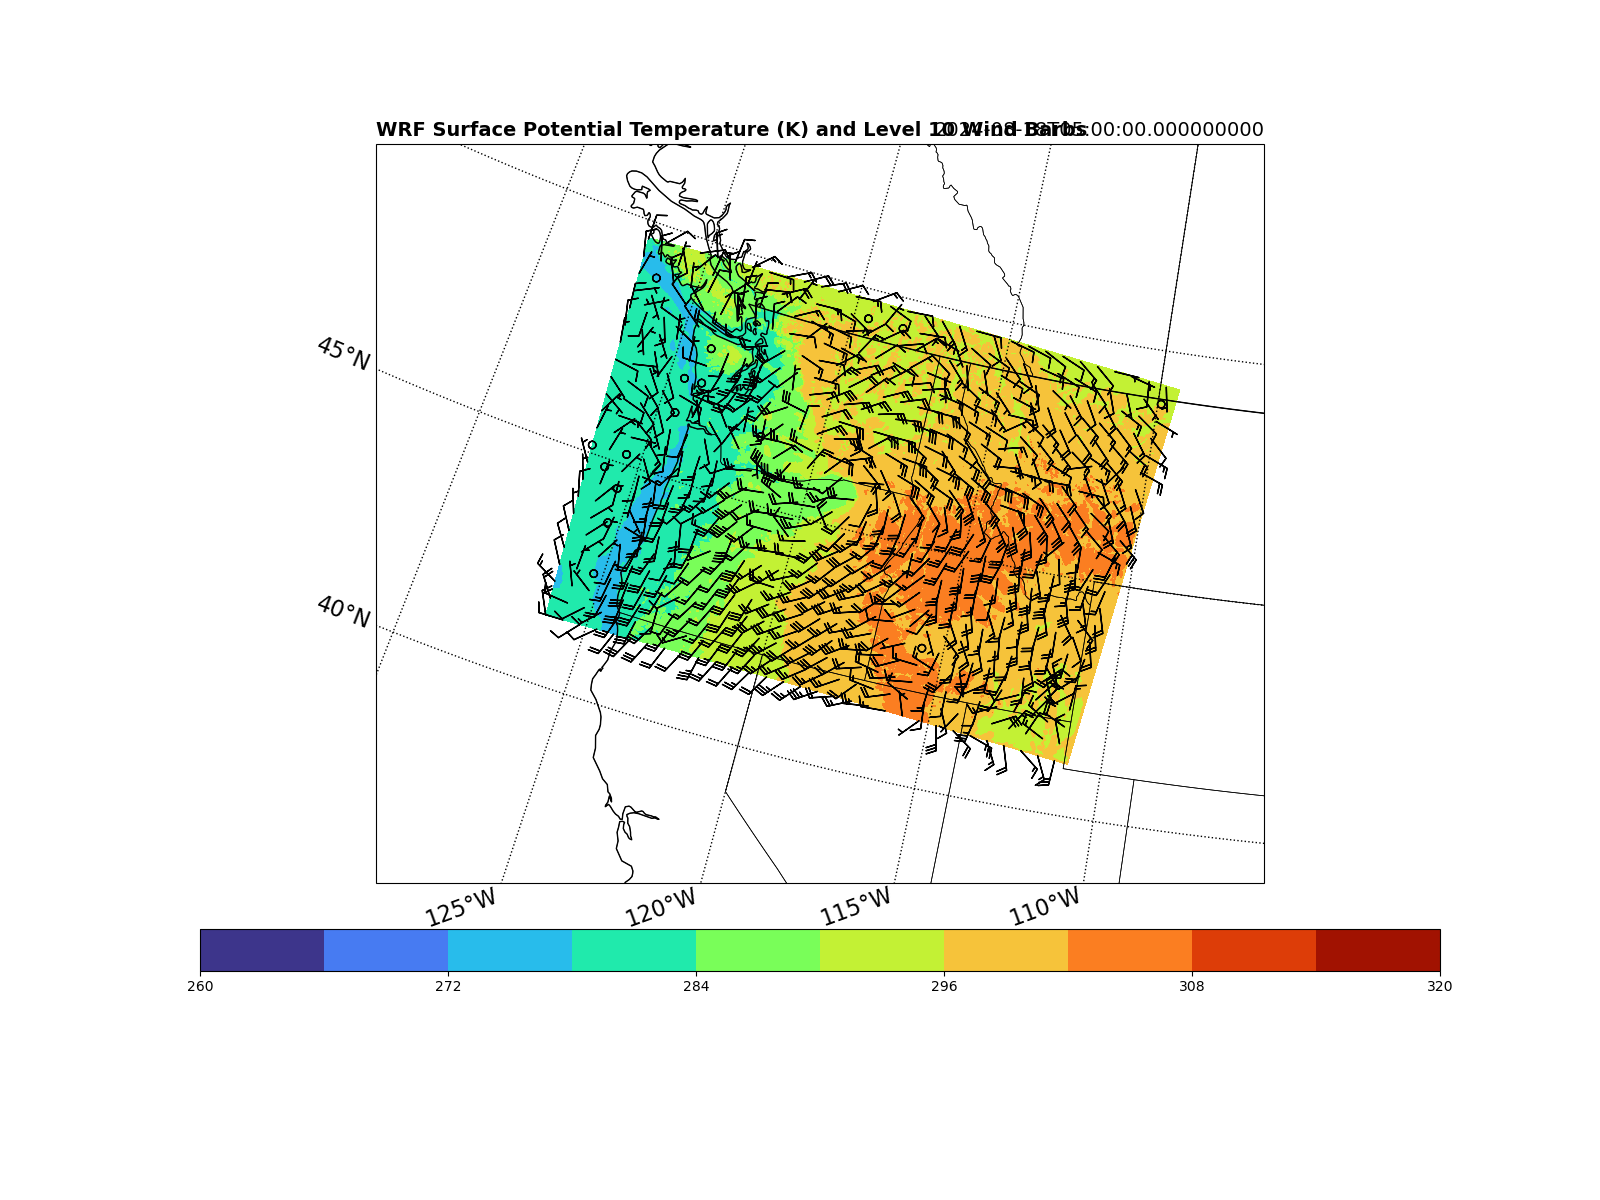 WRF Surface Potential Temperature (K) and Level 10 Wind Barbs
45°N
40°N
125°W 120°W 115°W 110°W
260 272 284 296 308 320